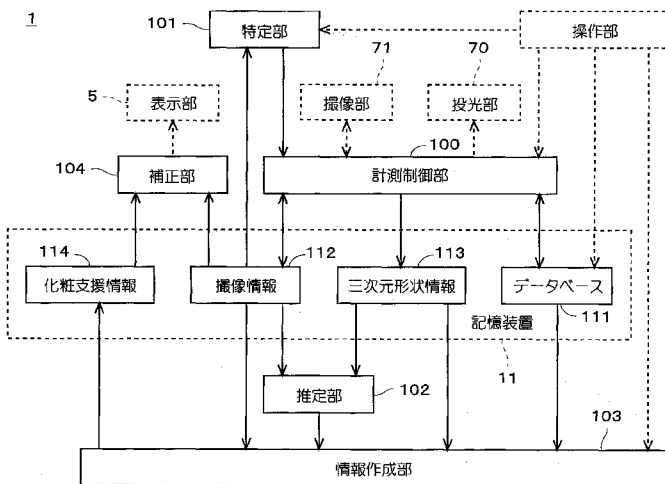 1
101
特定部
操作部
71
70
5
表示部
撮像部
投光部
100
104
補正部
計測制御部
114
112
113
化粧支援情報
撮像情報
三次元形状情報
データベース
111
記憶装置
11
推定部
102
103
情報作成部